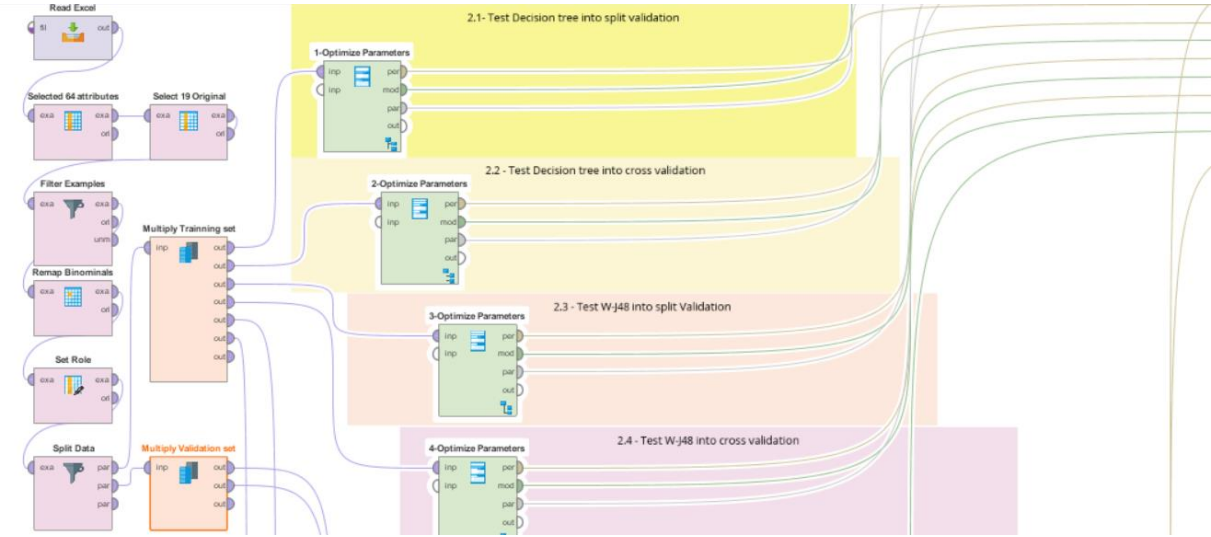 Read Excel
fil
out
Selected 64 attributes
exa
exa
ori
Select 19 Original
exa
exa
ori
Filter Examples
exa
exa
ori
unm
Remap Binominals
exa
exa
ori
Set Role
exa
exa
ori
Split Data
exa
par
par
par
Multiply Trainning set
inp
out
out
out
out
out
out
out
Multiply Validation set
inp
out
out
out
2.1- Test Decision tree into split validation
1-Optimize Parameters
inp
inp
per
mod
par
out
2.2 - Test Decision tree into cross validation
2-Optimize Parameters
inp
inp
per
mod
par
out
2.3 - Test W-J48 into split Validation
3-Optimize Parameters
inp
inp
per
mod
par
out
2.4 - Test W-J48 into cross validation
4-Optimize Parameters
inp
inp
per
mod
par
out